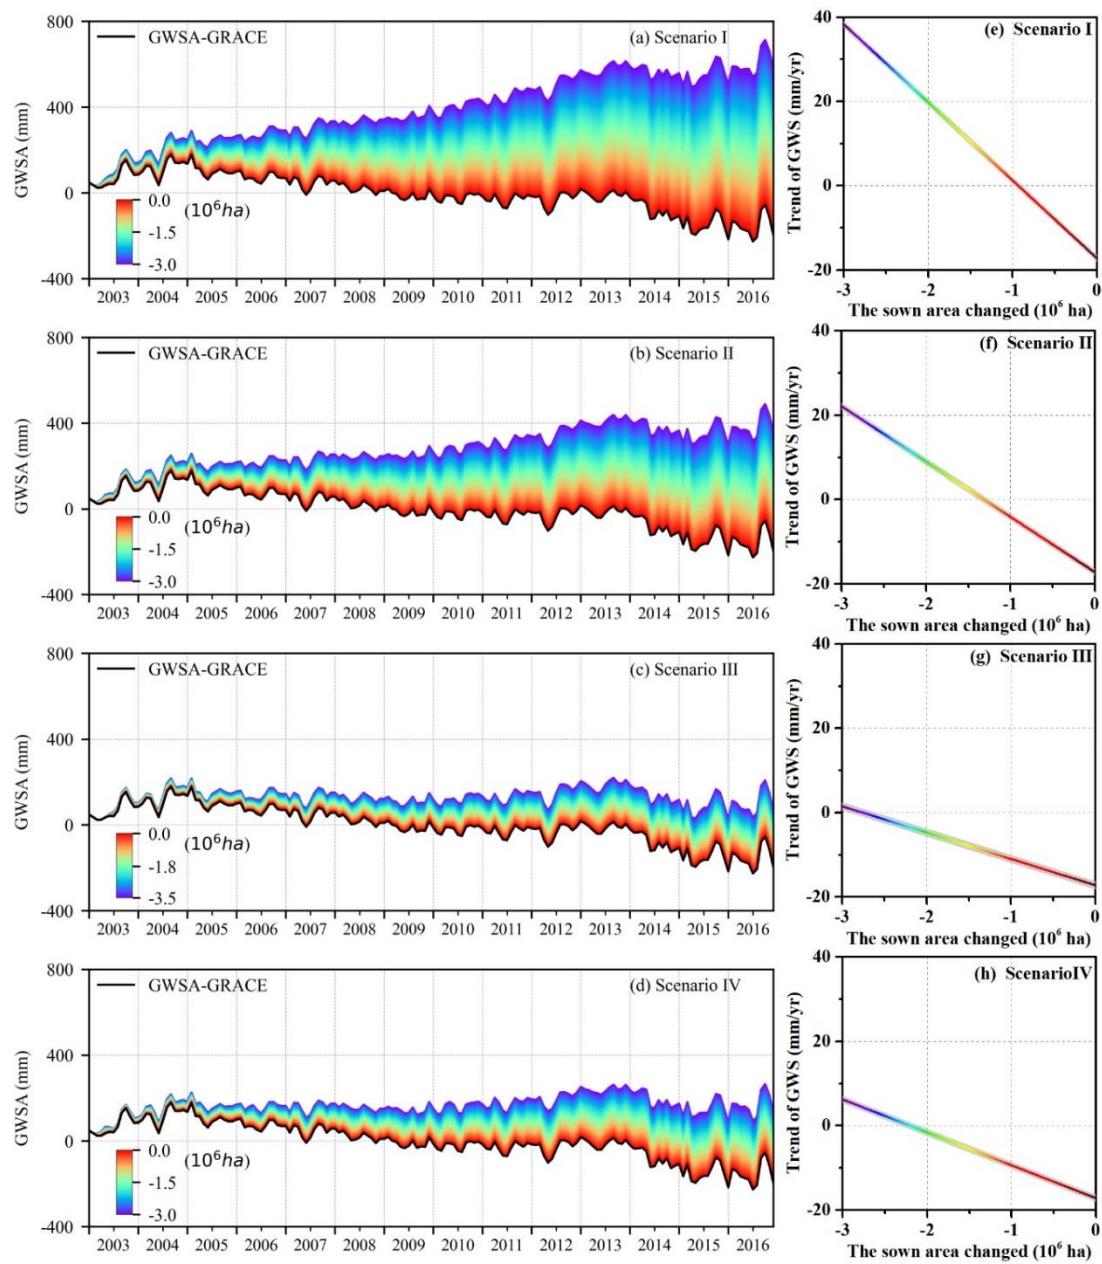 800
400
0
-400
GWSA (mm)
GWSA-GRACE
(a) Scenario I
0.0
-1.5
-3.0
(10⁶ha)
2003 2004 2005 2006 2007 2008 2009 2010 2011 2012 2013 2014 2015 2016
40
20
0
-20
Trend of GWS (mm/yr)
(e) Scenario I
-3 -2 -1 0
The sown area changed (10⁶ ha)
800
400
0
-400
GWSA (mm)
GWSA-GRACE
(b) Scenario II
0.0
-1.5
-3.0
(10⁶ha)
2003 2004 2005 2006 2007 2008 2009 2010 2011 2012 2013 2014 2015 2016
40
20
0
-20
Trend of GWS (mm/yr)
(f) Scenario II
-3 -2 -1 0
The sown area changed (10⁶ ha)
800
400
0
-400
GWSA (mm)
GWSA-GRACE
(c) Scenario III
0.0
-1.8
-3.5
(10⁶ha)
2003 2004 2005 2006 2007 2008 2009 2010 2011 2012 2013 2014 2015 2016
40
20
0
-20
Trend of GWS (mm/yr)
(g) Scenario III
-3 -2 -1 0
The sown area changed (10⁶ ha)
800
400
0
-400
GWSA (mm)
GWSA-GRACE
(d) Scenario IV
0.0
-1.5
-3.0
(10⁶ha)
2003 2004 2005 2006 2007 2008 2009 2010 2011 2012 2013 2014 2015 2016
40
20
0
-20
Trend of GWS (mm/yr)
(h) ScenarioIV
-3 -2 -1 0
The sown area changed (10⁶ ha)